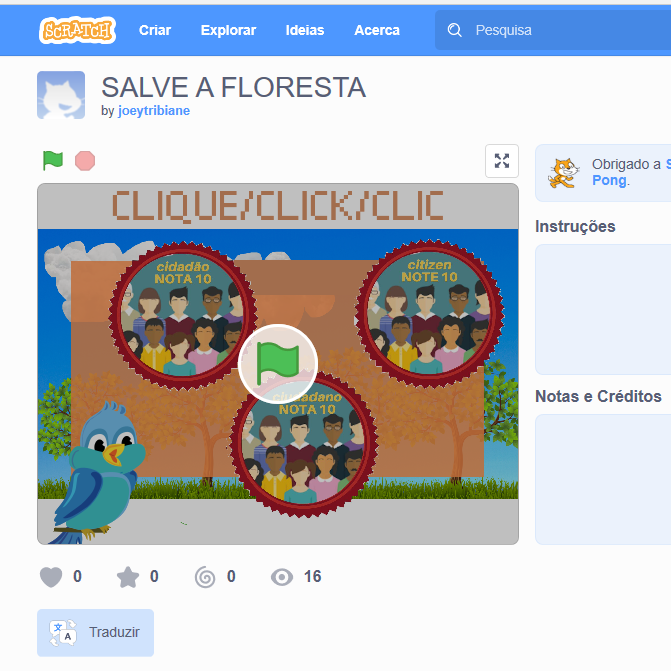 SCRATCH
Criar Explorar Ideias Acerca Pesquisa
SALVE A FLORESTA
by joeytribiane
Obrigado a S
Pong.
CLIQUE/CLICK/CLIC
cidadão
NOTA 10
citizen
NOTE 10
ciudadano
NOTA 10
Instruções
Notas e Créditos
0 0 0 16
文
A
Traduzir